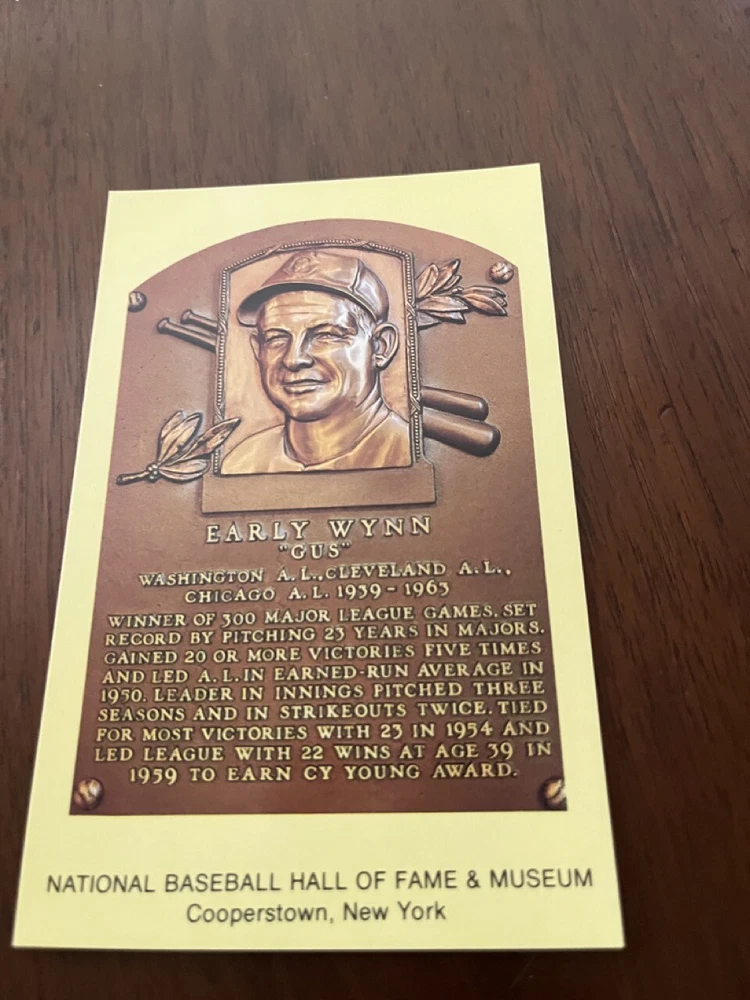 EARLY WYNN
"GUS"
WASHINGTON A.L., CLEVELAND A.L.,
CHICAGO A.L. 1939-1963
WINNER OF 300 MAJOR LEAGUE GAMES. SET
RECORD BY PITCHING 23 YEARS IN MAJORS.
GAINED 20 OR MORE VICTORIES FIVE TIMES
AND LED A.L. IN EARNED-RUN AVERAGE IN
1950. LEADER IN INNINGS PITCHED THREE
SEASONS AND IN STRIKEOUTS TWICE. TIED
FOR MOST VICTORIES WITH 23 IN 1954 AND
LED LEAGUE WITH 22 WINS AT AGE 39 IN
1959 TO EARN CY YOUNG AWARD.
NATIONAL BASEBALL HALL OF FAME & MUSEUM
Cooperstown, New York